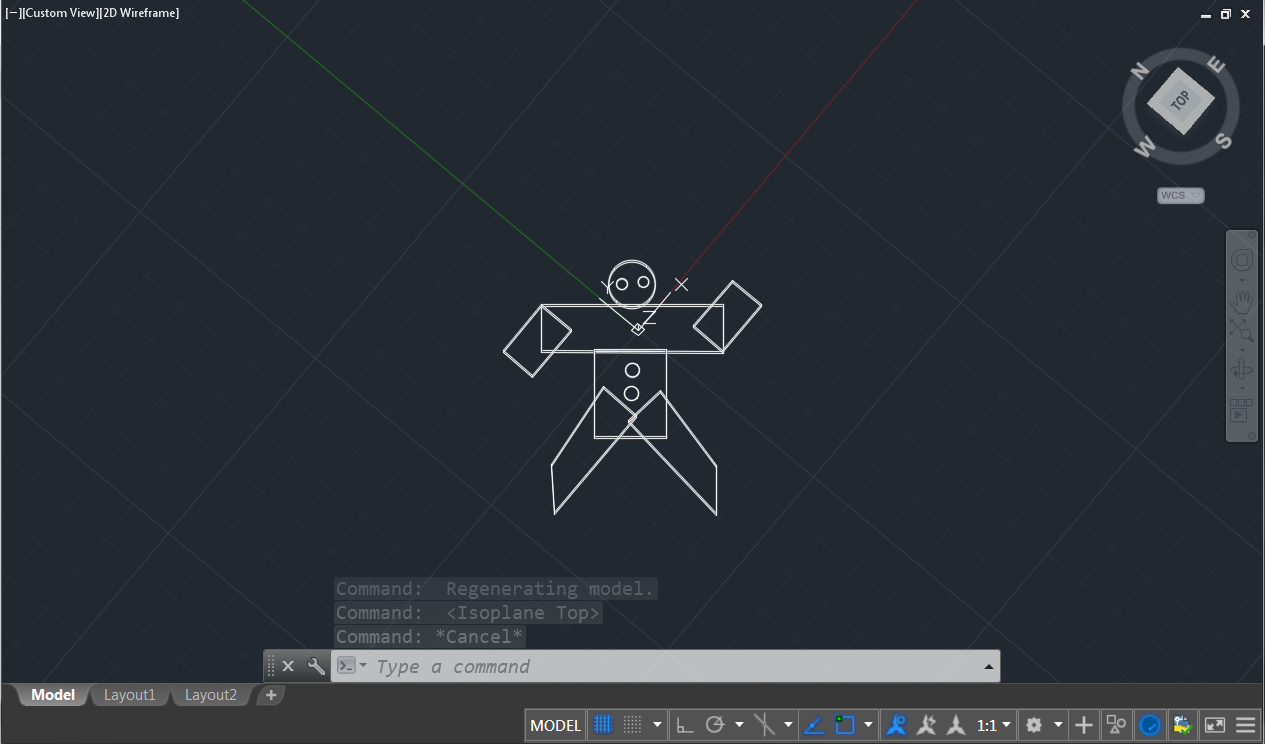 [−][Custom View][2D Wireframe]
N
E
TOP
W
S
WCS
Y
X
Z
Command:  Regenerating model.
Command:  <Isoplane Top>
Command: *Cancel*
Type a command
Model Layout1 Layout2 +
MODEL 1:1